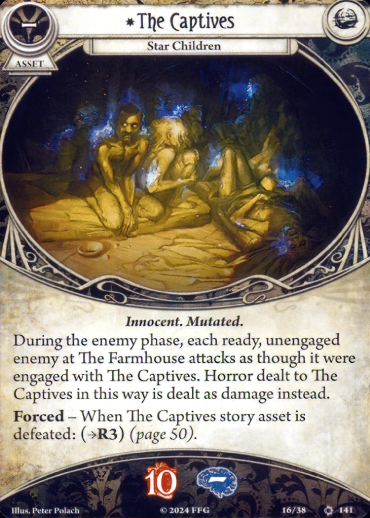 * The Captives
Star Children
ASSET
–
Innocent. Mutated.
During the enemy phase, each ready, unengaged
enemy at The Farmhouse attacks as though it were
engaged with The Captives. Horror dealt to The
Captives in this way is dealt as damage instead.
Forced – When The Captives story asset is
defeated: (→R3) (page 50).
10
–
Illus. Peter Polach
© 2024 FFG
16/38
141